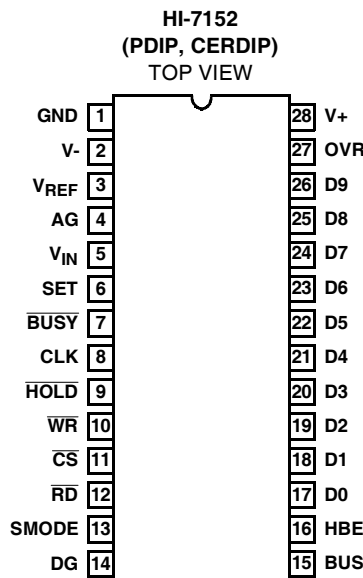 HI-7152
(PDIP, CERDIP)
TOP VIEW
GND 1 28 V+
V- 2 27 OVR
VREF 3 26 D9
AG 4 25 D8
VIN 5 24 D7
SET 6 23 D6
BUSY 7 22 D5
CLK 8 21 D4
HOLD 9 20 D3
WR 10 19 D2
CS 11 18 D1
RD 12 17 D0
SMODE 13 16 HBE
DG 14 15 BUS